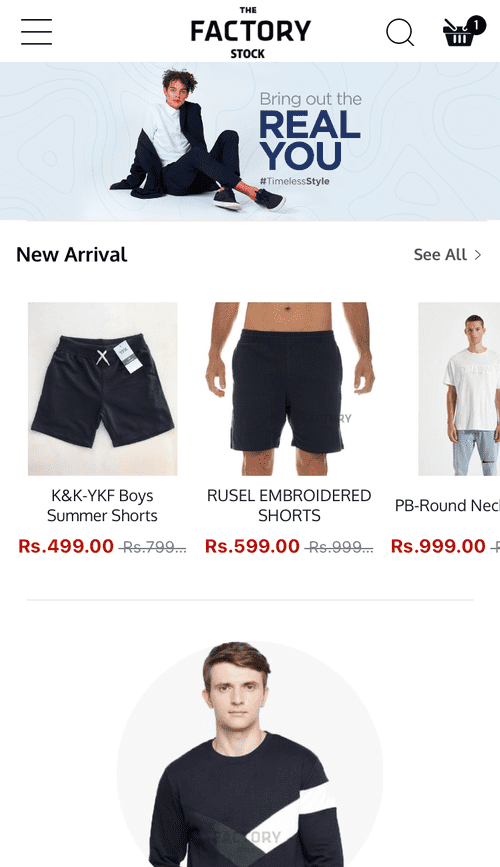 THE
FACTORY
STOCK
1
Bring out the
REAL
YOU
#TimelessStyle
New Arrival
See All
K&K-YKF Boys
Summer Shorts
Rs.499.00 Rs.799...
RUSEL EMBROIDERED
SHORTS
Rs.599.00 Rs.999...
PB-Round Neck
Rs.999.00
FACTORY